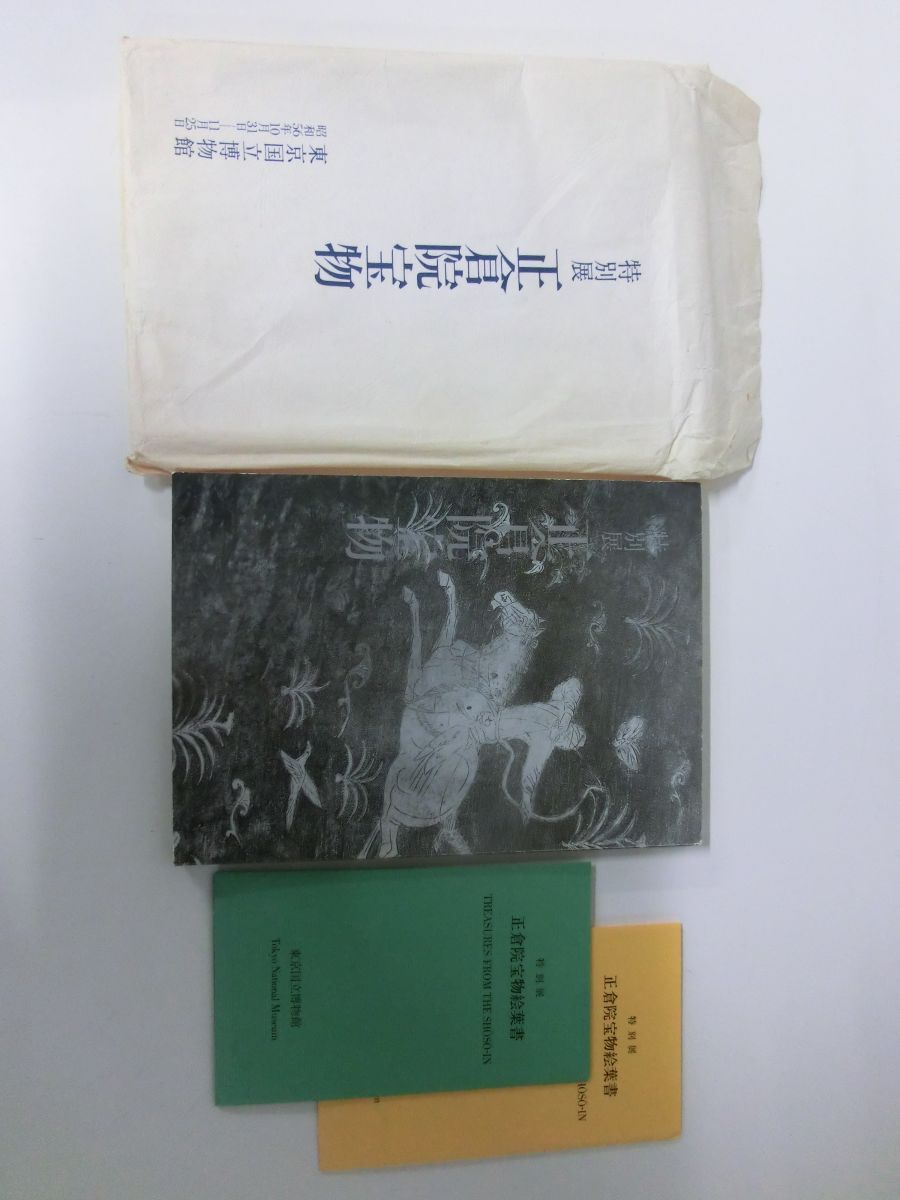 特別展
正倉院宝物
東京国立博物館
昭和56年10月31日―11月25日
特別展
正倉院宝物
特別展
正倉院宝物絵葉書
TREASURES FROM THE SHOSO-IN
東京国立博物館
Tokyo National Museum
特別展
正倉院宝物絵葉書
HOSO-IN